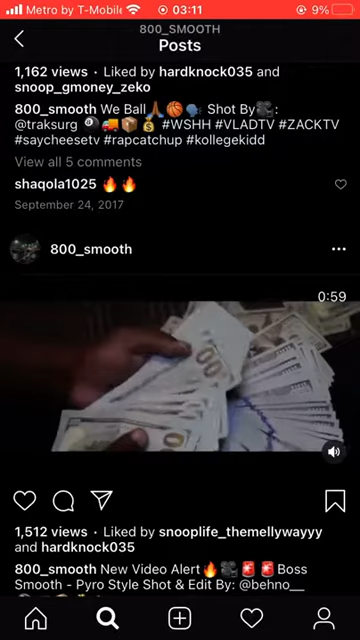 Metro by T-Mobile 03:11 9%
800_SMOOTH
Posts
1,162 views · Liked by hardknock035 and
snoop_gmoney_zeko
800_smooth We Ball🙏🏾🏀🗣 Shot By🎥:
@traksurg 🎱🚚📦💰 #WSHH #VLADTV #ZACKTV
#saycheesetv #rapcatchup #kollegekidd
View all 5 comments
shaqola1025 🔥🔥
September 24, 2017
800_smooth
0:59
1,512 views · Liked by snooplife_themellywayyy
and hardknock035
800_smooth New Video Alert🔥🎥🚨🚨Boss
Smooth - Pyro Style Shot & Edit By: @behno__